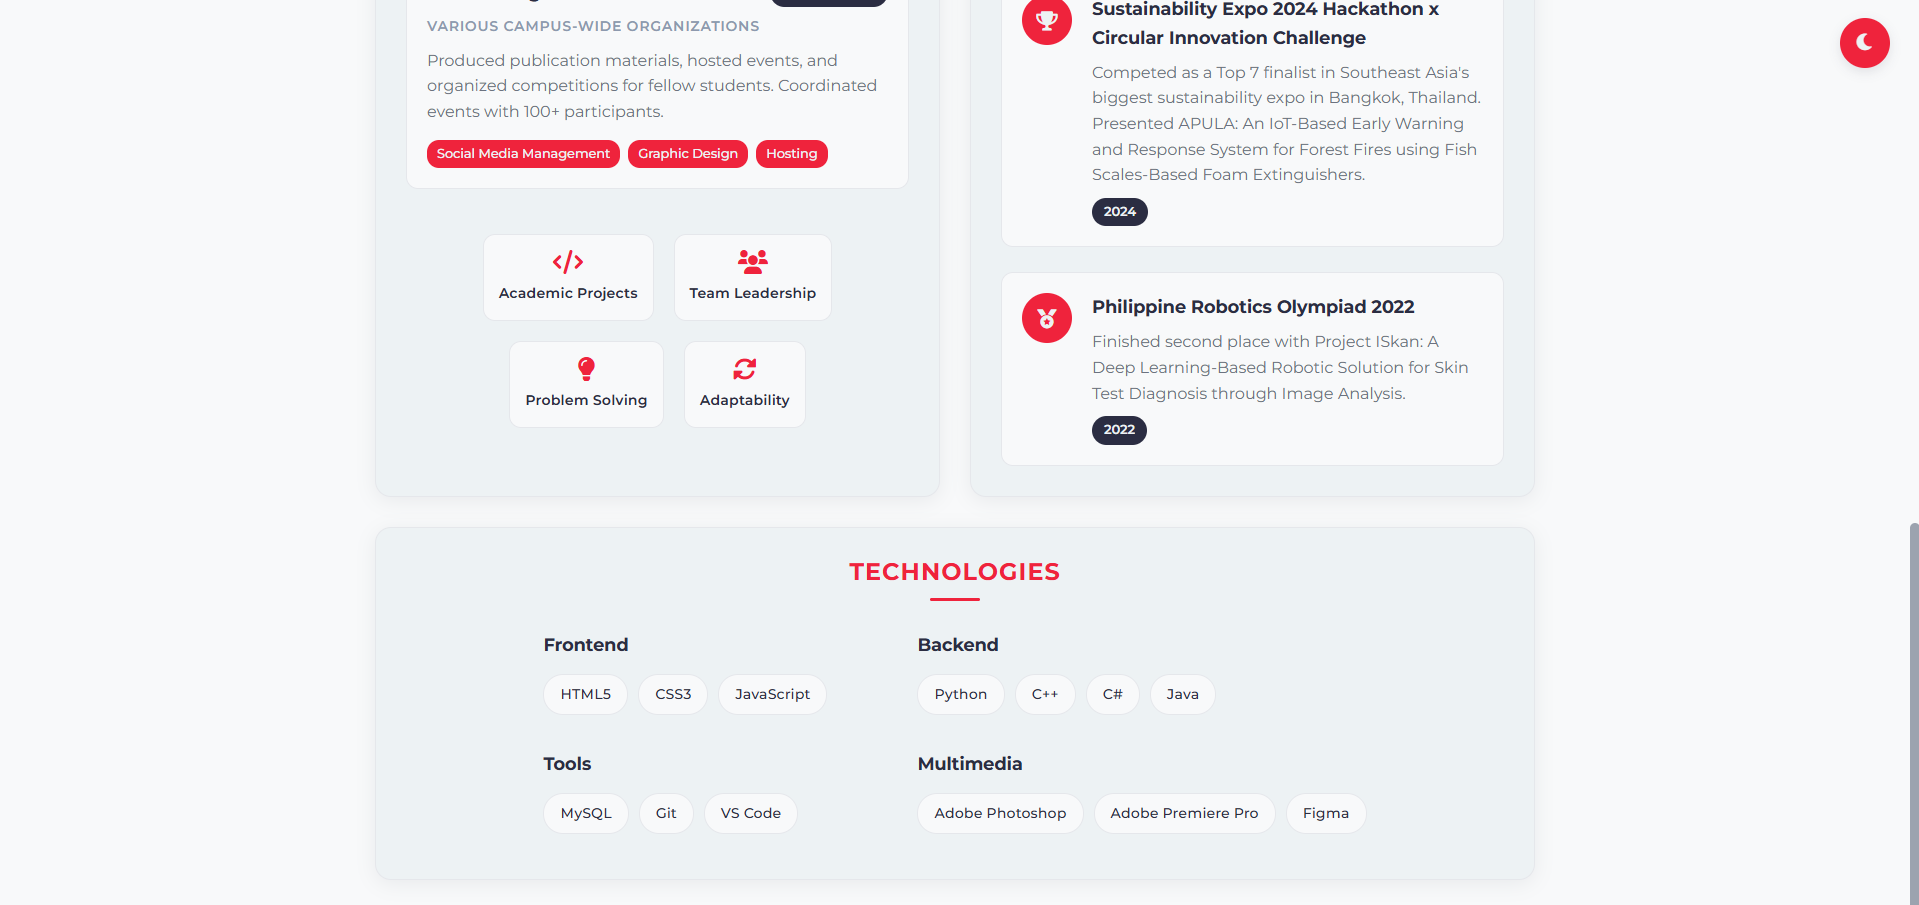 VARIOUS CAMPUS-WIDE ORGANIZATIONS
Produced publication materials, hosted events, and
organized competitions for fellow students. Coordinated
events with 100+ participants.
Social Media Management
Graphic Design
Hosting
Academic Projects
Team Leadership
Problem Solving
Adaptability
Sustainability Expo 2024 Hackathon x
Circular Innovation Challenge
Competed as a Top 7 finalist in Southeast Asia's
biggest sustainability expo in Bangkok, Thailand.
Presented APULA: An IoT-Based Early Warning
and Response System for Forest Fires using Fish
Scales-Based Foam Extinguishers.
2024
Philippine Robotics Olympiad 2022
Finished second place with Project ISkan: A
Deep Learning-Based Robotic Solution for Skin
Test Diagnosis through Image Analysis.
2022
TECHNOLOGIES
Frontend
HTML5
CSS3
JavaScript
Backend
Python
C++
C#
Java
Tools
MySQL
Git
VS Code
Multimedia
Adobe Photoshop
Adobe Premiere Pro
Figma